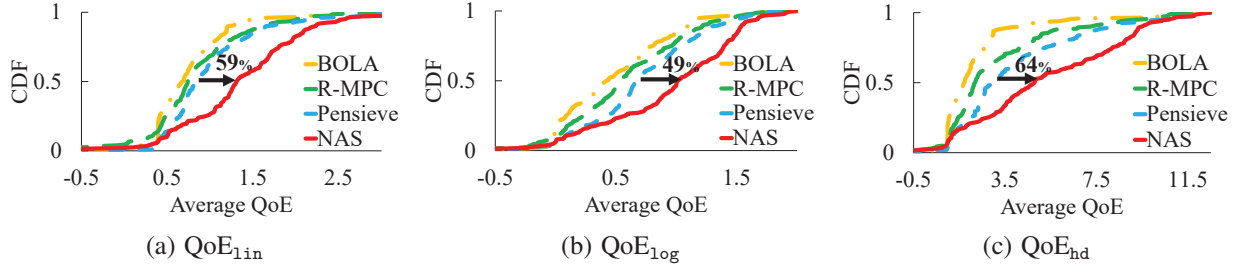 CDF
1
0.5
0
59%
BOLA
R-MPC
Pensieve
NAS
-0.5 0.5 1.5 2.5
Average QoE
(a) QoElin
CDF
1
0.5
0
49%
BOLA
R-MPC
Pensieve
NAS
-0.5 0.5 1.5
Average QoE
(b) QoElog
CDF
1
0.5
0
64%
BOLA
R-MPC
Pensieve
NAS
-0.5 3.5 7.5 11.5
Average QoE
(c) QoEhd